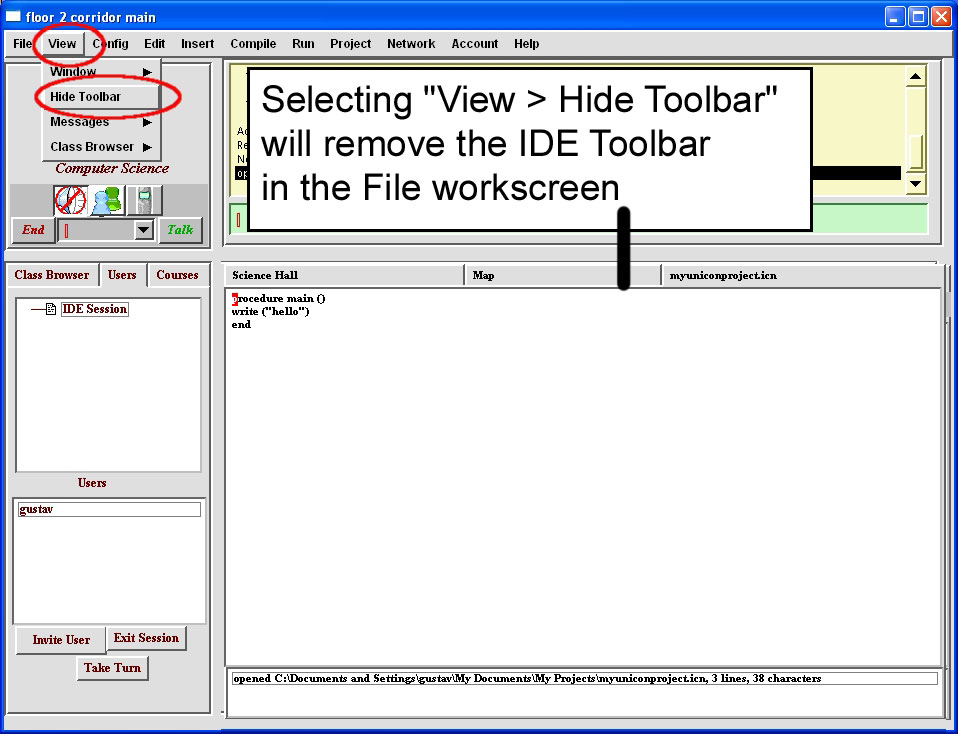 floor 2 corridor main
File View Config Edit Insert Compile Run Project Network Account Help
Window
Hide Toolbar
Messages
Class Browser
Computer Science
End Talk
Selecting "View > Hide Toolbar"
will remove the IDE Toolbar
in the File workscreen
Class Browser Users Courses
IDE Session
Users
gustav
Invite User Exit Session
Take Turn
Science Hall Map myuniconproject.icn
procedure main ()
write ("hello")
end
opened C:\Documents and Settings\gustav\My Documents\My Projects\myuniconproject.icn, 3 lines, 38 characters